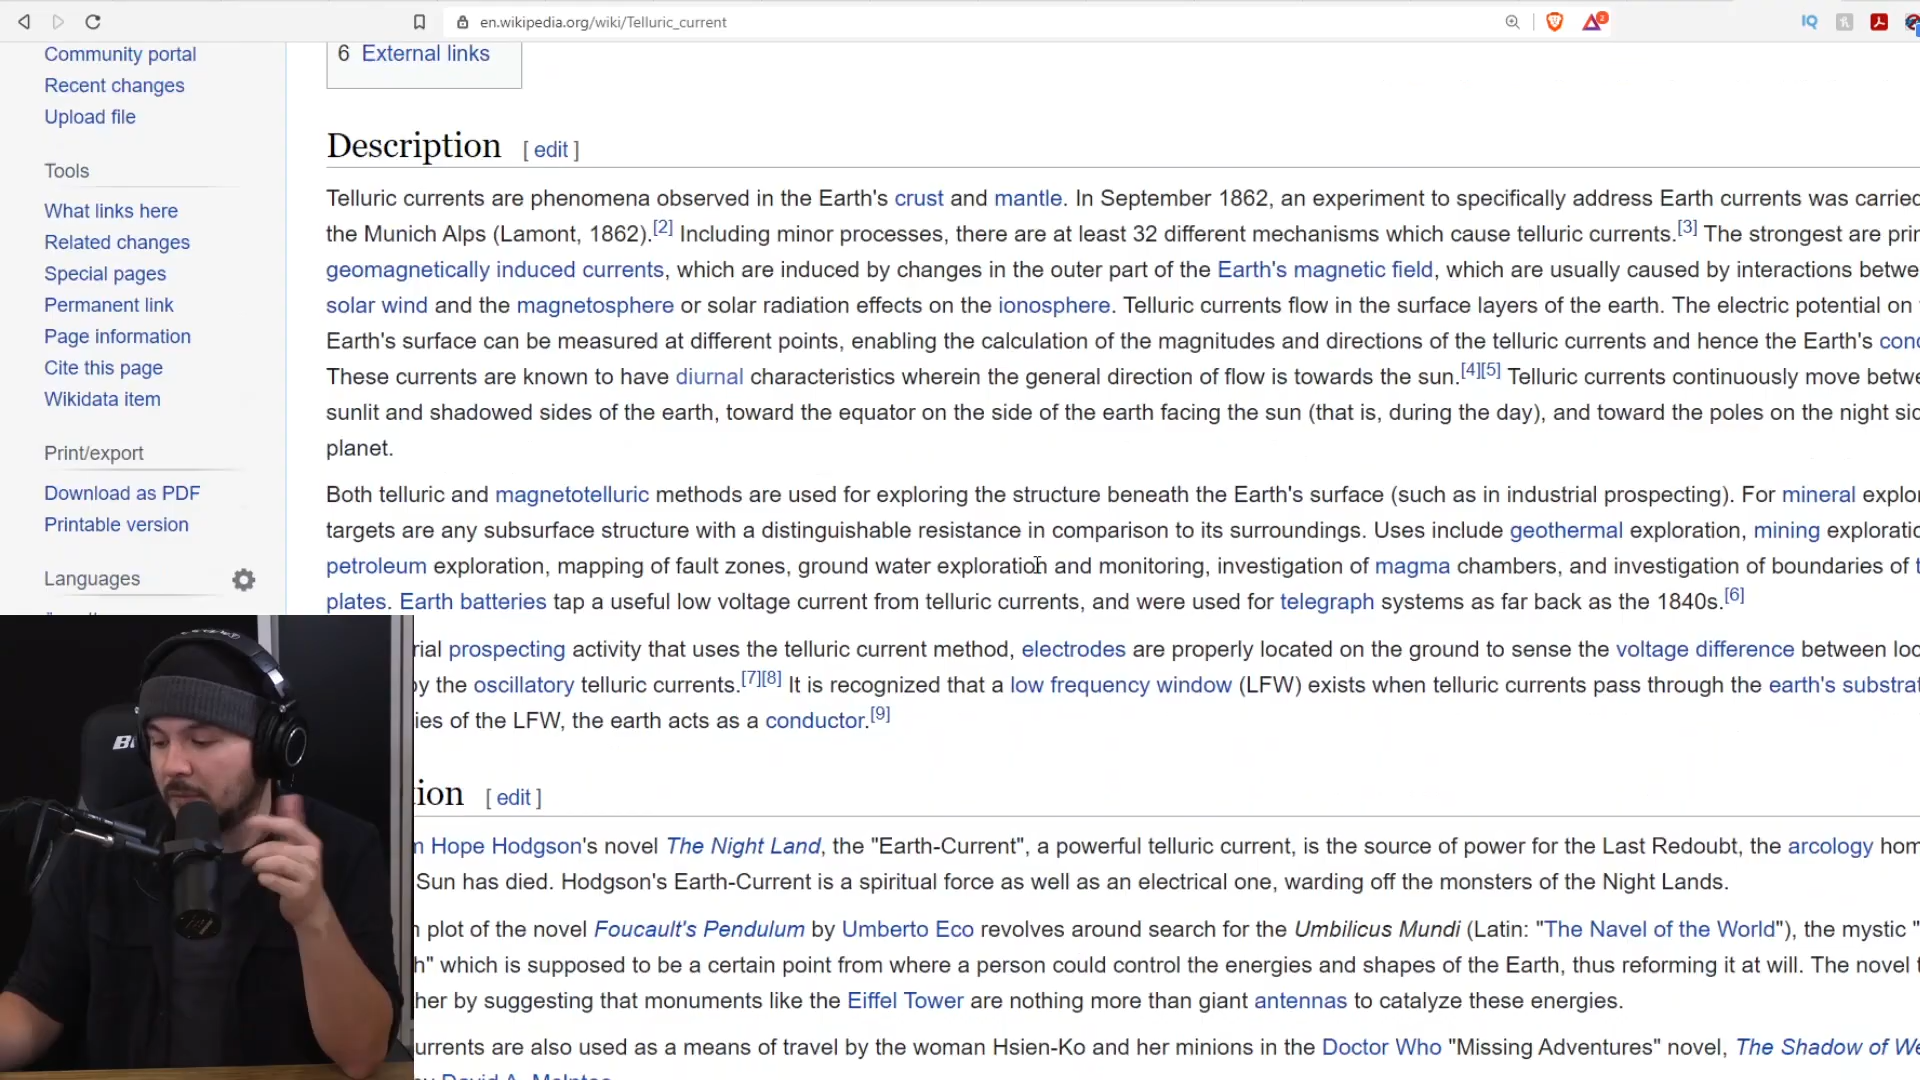 en.wikipedia.org/wiki/Telluric_current
2
IQ
Community portal
Recent changes
Upload file
Tools
What links here
Related changes
Special pages
Permanent link
Page information
Cite this page
Wikidata item
Print/export
Download as PDF
Printable version
Languages
6 External links
Description [ edit ]
Telluric currents are phenomena observed in the Earth's crust and mantle. In September 1862, an experiment to specifically address Earth currents was carried
the Munich Alps (Lamont, 1862).[2] Including minor processes, there are at least 32 different mechanisms which cause telluric currents.[3] The strongest are prin
geomagnetically induced currents, which are induced by changes in the outer part of the Earth's magnetic field, which are usually caused by interactions betwe
solar wind and the magnetosphere or solar radiation effects on the ionosphere. Telluric currents flow in the surface layers of the earth. The electric potential on
Earth's surface can be measured at different points, enabling the calculation of the magnitudes and directions of the telluric currents and hence the Earth's conc
These currents are known to have diurnal characteristics wherein the general direction of flow is towards the sun.[4][5] Telluric currents continuously move betwe
sunlit and shadowed sides of the earth, toward the equator on the side of the earth facing the sun (that is, during the day), and toward the poles on the night sid
planet.
Both telluric and magnetotelluric methods are used for exploring the structure beneath the Earth's surface (such as in industrial prospecting). For mineral explor
targets are any subsurface structure with a distinguishable resistance in comparison to its surroundings. Uses include geothermal exploration, mining exploratio
petroleum exploration, mapping of fault zones, ground water exploration and monitoring, investigation of magma chambers, and investigation of boundaries of t
plates. Earth batteries tap a useful low voltage current from telluric currents, and were used for telegraph systems as far back as the 1840s.[6]
rial prospecting activity that uses the telluric current method, electrodes are properly located on the ground to sense the voltage difference between loc
by the oscillatory telluric currents.[7][8] It is recognized that a low frequency window (LFW) exists when telluric currents pass through the earth's substrat
ies of the LFW, the earth acts as a conductor.[9]
tion [ edit ]
n Hope Hodgson's novel The Night Land, the "Earth-Current", a powerful telluric current, is the source of power for the Last Redoubt, the arcology hom
Sun has died. Hodgson's Earth-Current is a spiritual force as well as an electrical one, warding off the monsters of the Night Lands.
n plot of the novel Foucault's Pendulum by Umberto Eco revolves around search for the Umbilicus Mundi (Latin: "The Navel of the World"), the mystic "
h" which is supposed to be a certain point from where a person could control the energies and shapes of the Earth, thus reforming it at will. The novel t
her by suggesting that monuments like the Eiffel Tower are nothing more than giant antennas to catalyze these energies.
urrents are also used as a means of travel by the woman Hsien-Ko and her minions in the Doctor Who "Missing Adventures" novel, The Shadow of We